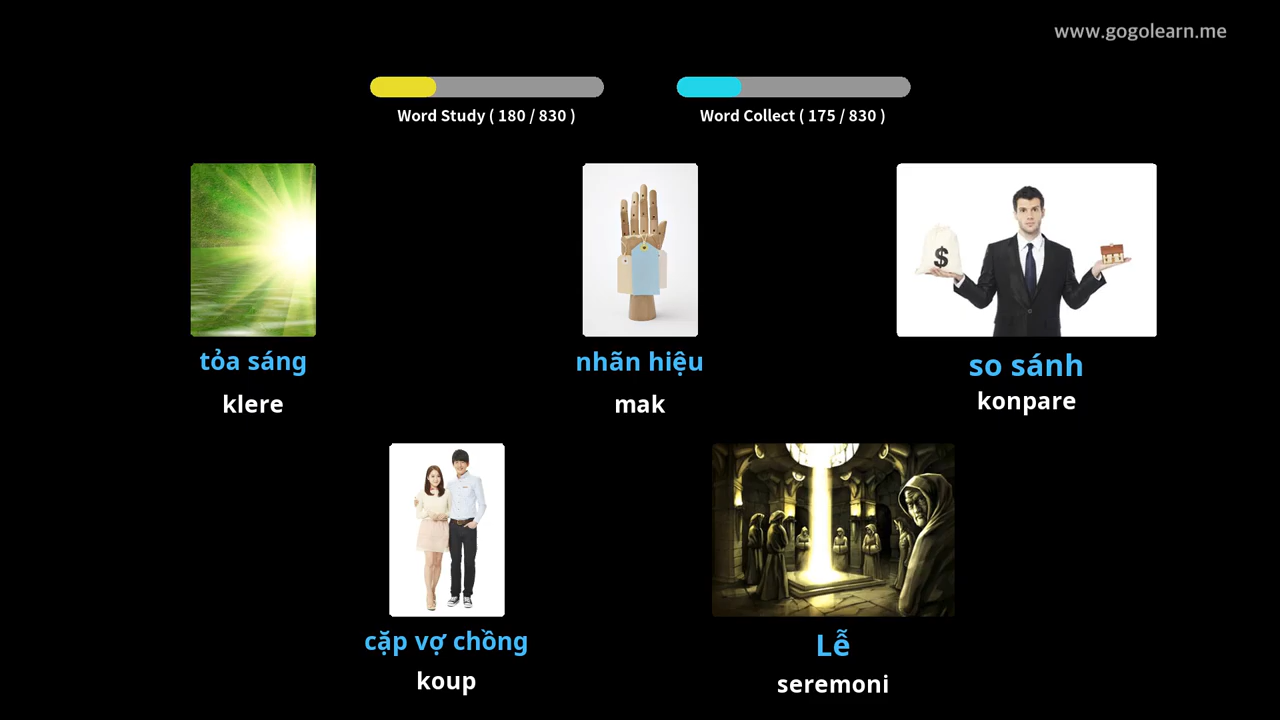 www.gogolearn.me
Word Study ( 180 / 830 )
Word Collect ( 175 / 830 )
tỏa sáng
klere
nhãn hiệu
mak
so sánh
konpare
cặp vợ chồng
koup
Lễ
seremoni
$